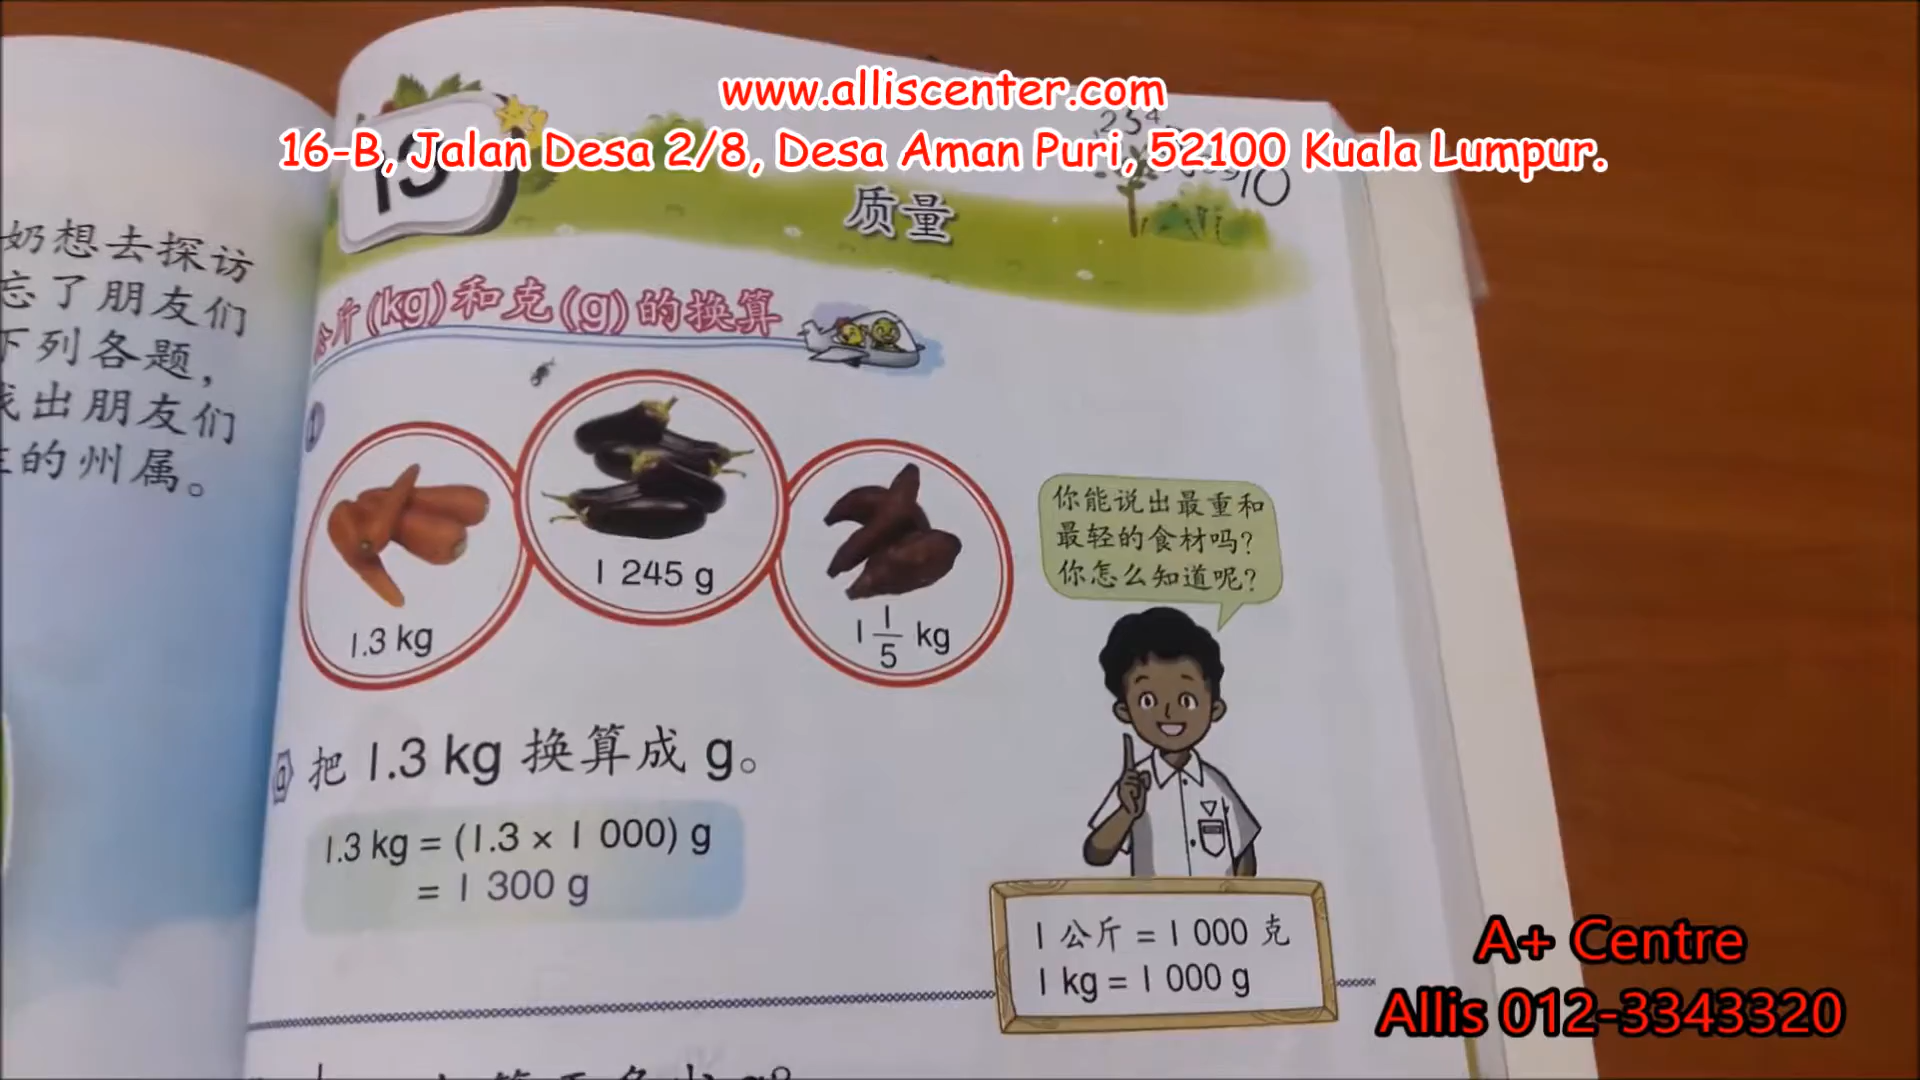 www.alliscenter.com
16-B, Jalan Desa 2/8, Desa Aman Puri, 52100 Kuala Lumpur.
13
质量
公斤(kg)和克(g)的换算
奶想去探访
忘了朋友们
下列各题，
找出朋友们
的州属。
1
1.3 kg
1 245 g
1 1/5 kg
你能说出最重和
最轻的食材吗？
你怎么知道呢？
a 把 1.3 kg 换算成 g。
1.3 kg = (1.3 × 1 000) g
= 1 300 g
1 公斤 = 1 000 克
1 kg = 1 000 g
A+ Centre
Allis 012-3343320